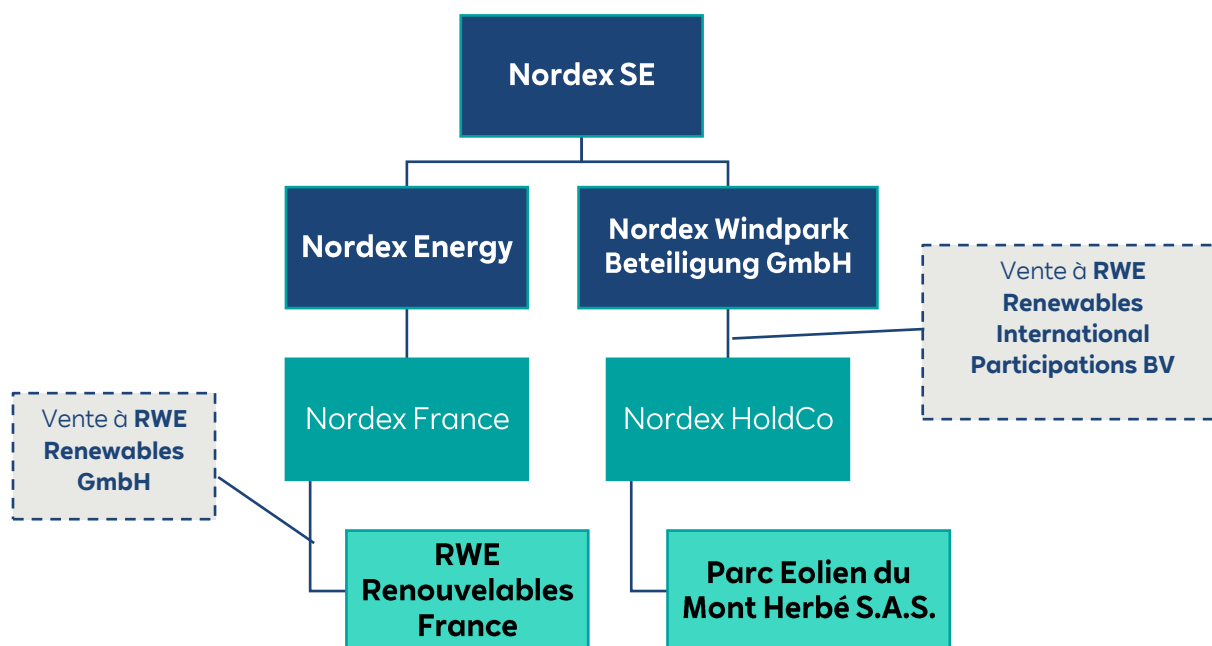 Nordex SE
Nordex Energy
Nordex Windpark
Beteiligung GmbH
Vente à RWE
Renewables
International
Participations BV
Nordex France
Nordex HoldCo
Vente à RWE
Renewables
GmbH
RWE
Renouvelables
France
Parc Eolien du
Mont Herbé S.A.S.